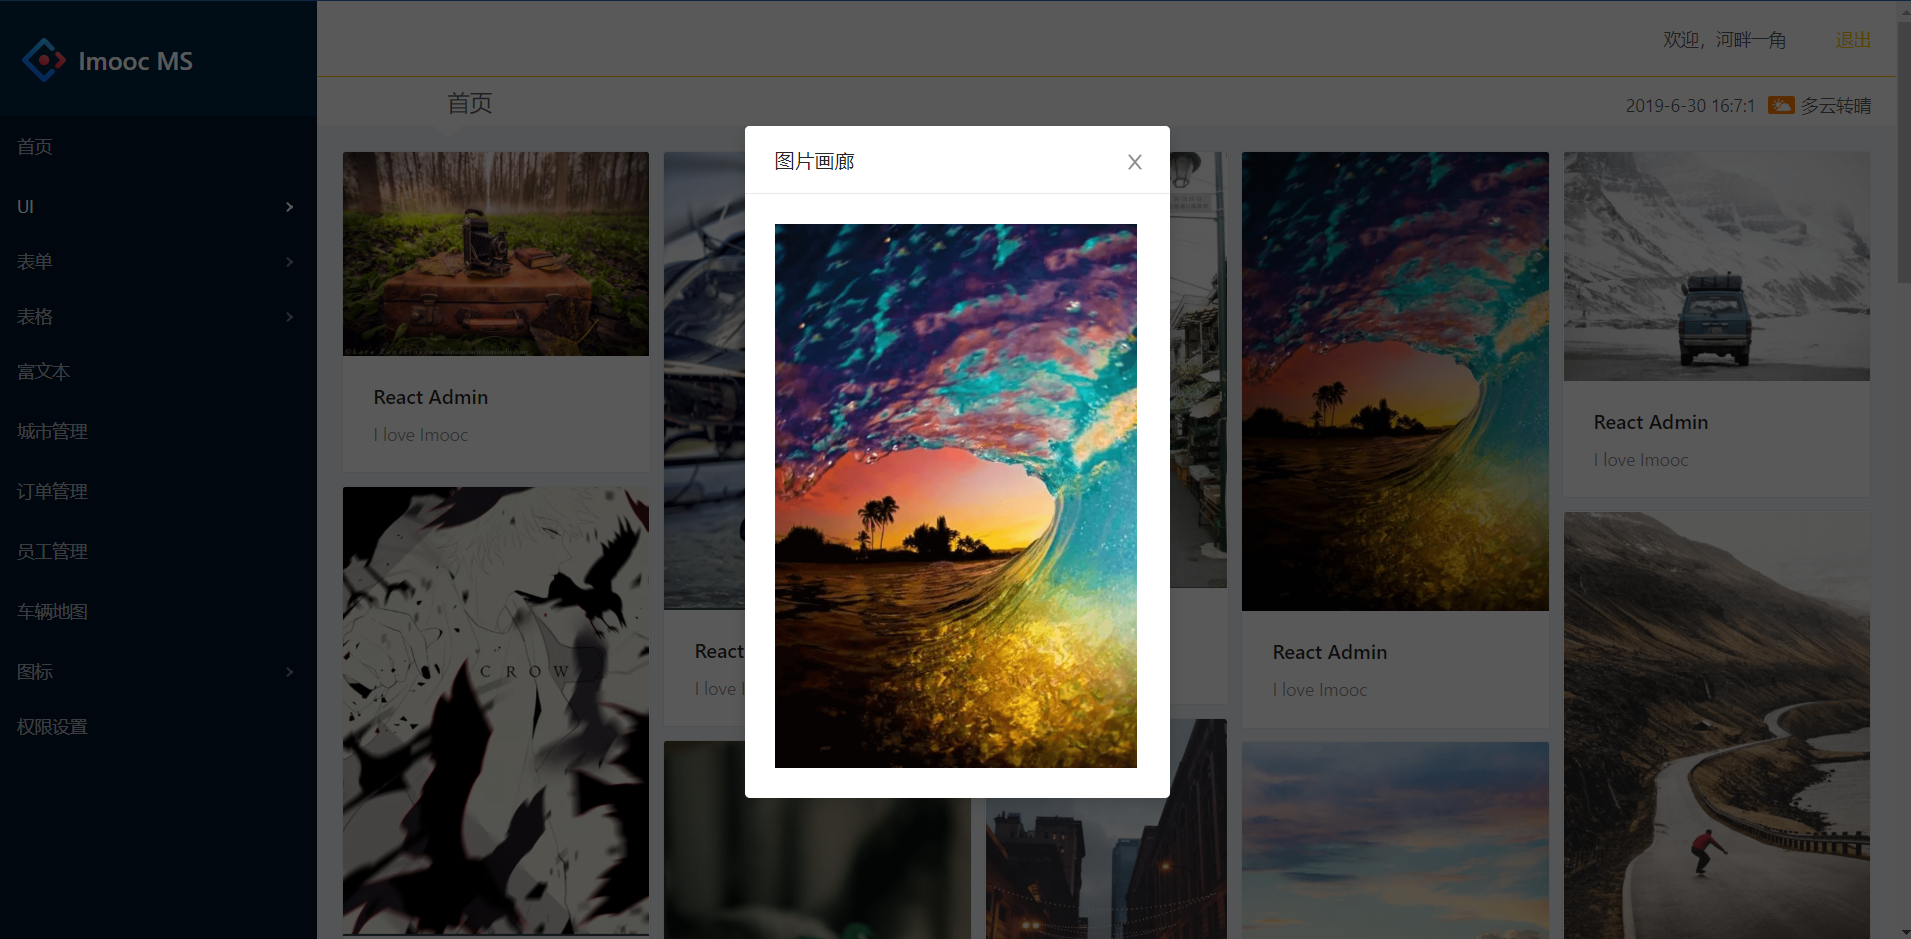 Imooc MS
欢迎，河畔一角
退出
首页
2019-6-30 16:7:1
多云转晴
首页
UI
表单
表格
富文本
城市管理
订单管理
员工管理
车辆地图
图标
权限设置
图片画廊
React Admin
I love Imooc
CROW
React
I love
React Admin
I love Imooc
React Admin
I love Imooc